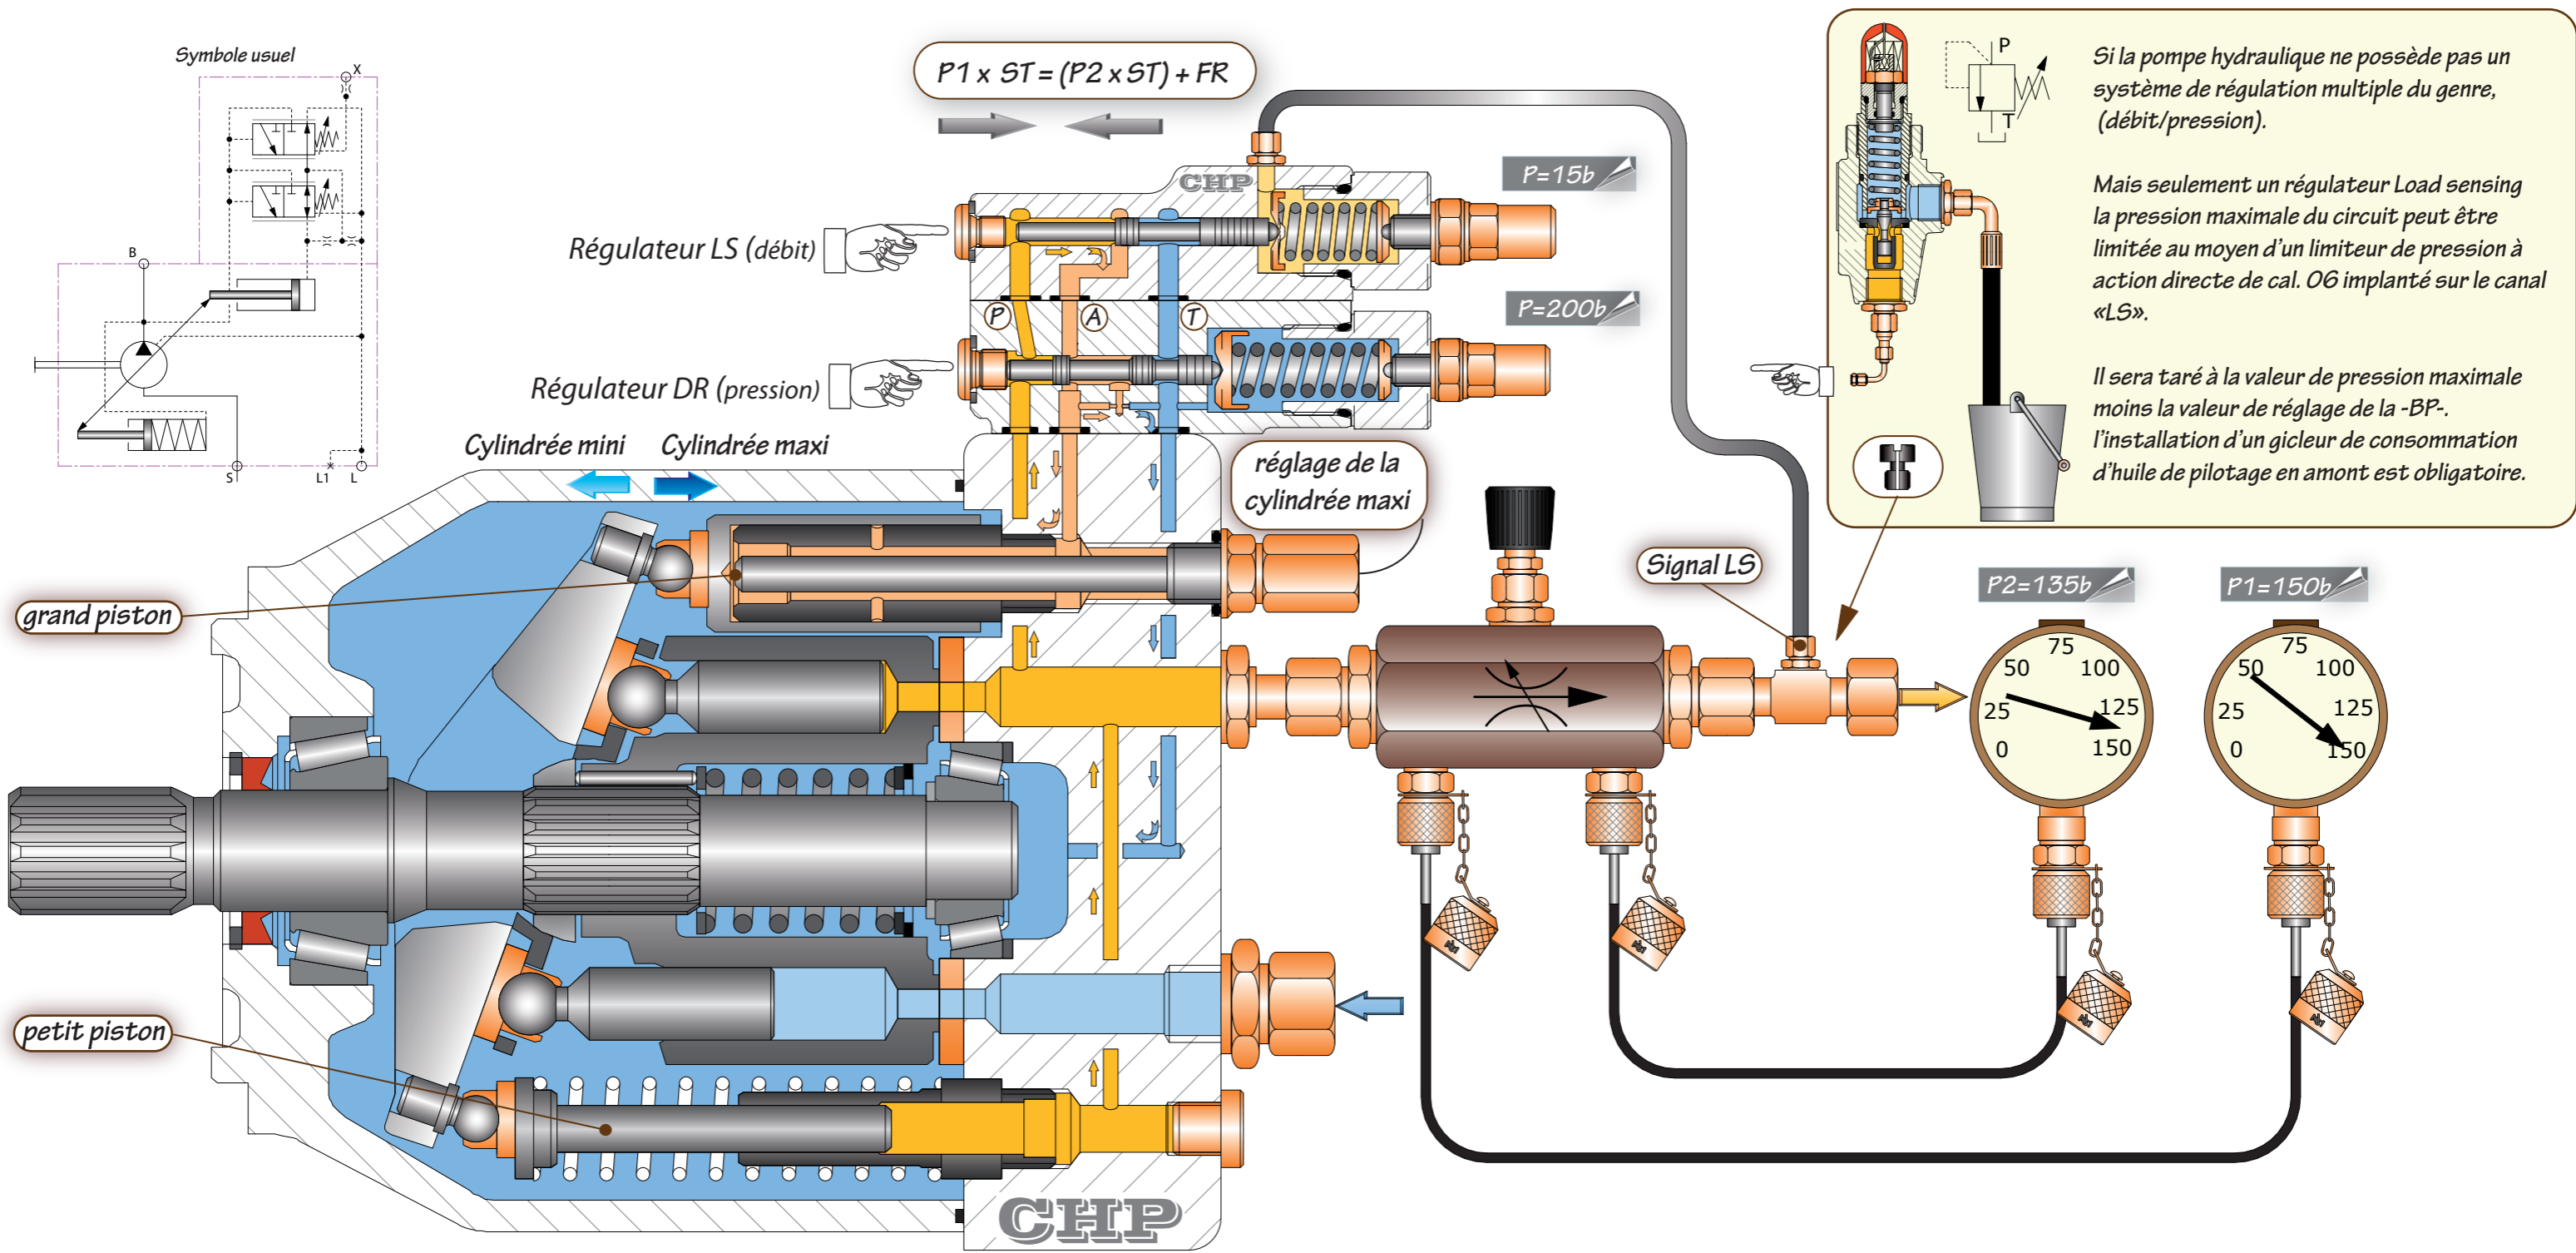 Symbole usuel
X
B
S
L1
L
P1 x ST = (P2 x ST) + FR
CHP
P=15b
Régulateur LS (débit)
P=200b
P
A
T
Régulateur DR (pression)
Cylindrée mini
Cylindrée maxi
réglage de la
cylindrée maxi
grand piston
petit piston
CHP
Signal LS
P
T
Si la pompe hydraulique ne possède pas un
système de régulation multiple du genre,
(débit/pression).
Mais seulement un régulateur Load sensing
la pression maximale du circuit peut être
limitée au moyen d'un limiteur de pression à
action directe de cal. 06 implanté sur le canal
«LS».
Il sera taré à la valeur de pression maximale
moins la valeur de réglage de la -BP-.
l'installation d'un gicleur de consommation
d'huile de pilotage en amont est obligatoire.
P2=135b
0
25
50
75
100
125
150
P1=150b
0
25
50
75
100
125
150